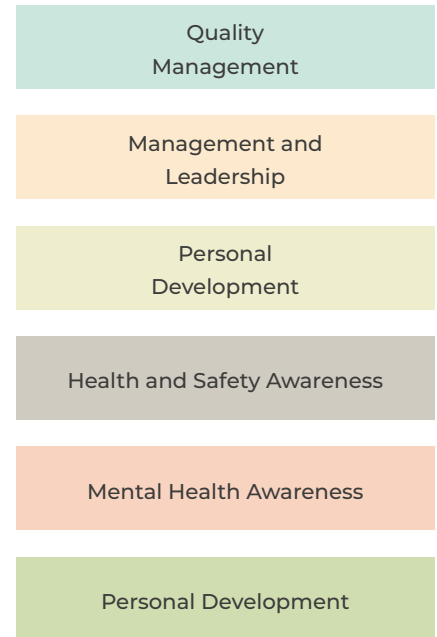 Quality
Management
Management and
Leadership
Personal
Development
Health and Safety Awareness
Mental Health Awareness
Personal Development